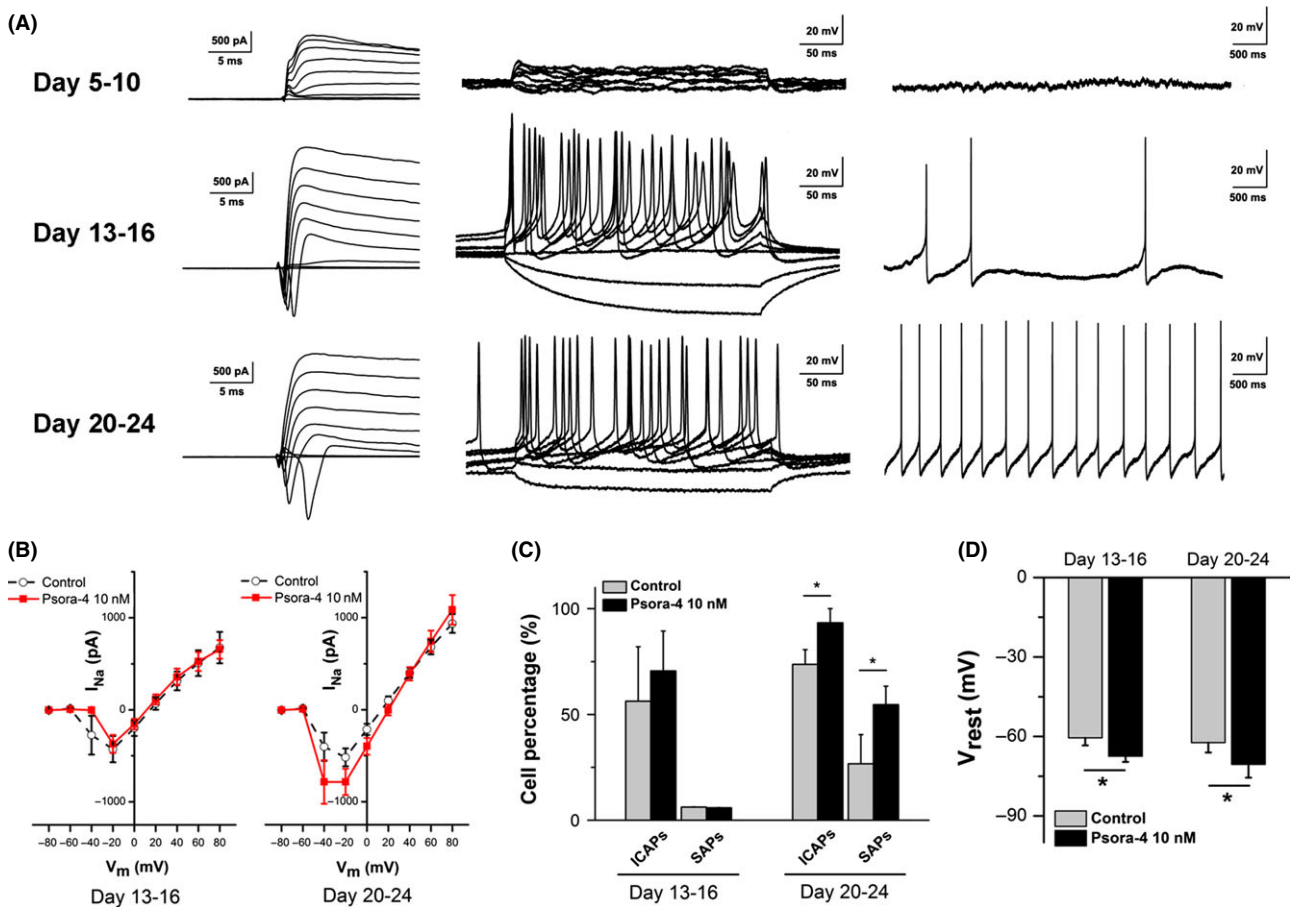 (A)
Day 5-10
500 pA
5 ms
20 mV
50 ms
20 mV
500 ms
Day 13-16
500 pA
5 ms
20 mV
50 ms
20 mV
500 ms
Day 20-24
500 pA
5 ms
20 mV
50 ms
20 mV
500 ms
(B)
Control
Psora-4 10 nM
1000
0
−1000
I_Na (pA)
−80 −60 −40 −20 0 20 40 60 80
V_m (mV)
Day 13-16
Control
Psora-4 10 nM
1000
0
−1000
I_Na (pA)
−80 −60 −40 −20 0 20 40 60 80
V_m (mV)
Day 20-24
(C)
Control
Psora-4 10 nM
*
*
100
50
0
Cell percentage (%)
ICAPs SAPs ICAPs SAPs
Day 13-16 Day 20-24
(D)
Day 13-16 Day 20-24
0
−30
−60
−90
V_rest (mV)
* *
Control
Psora-4 10 nM